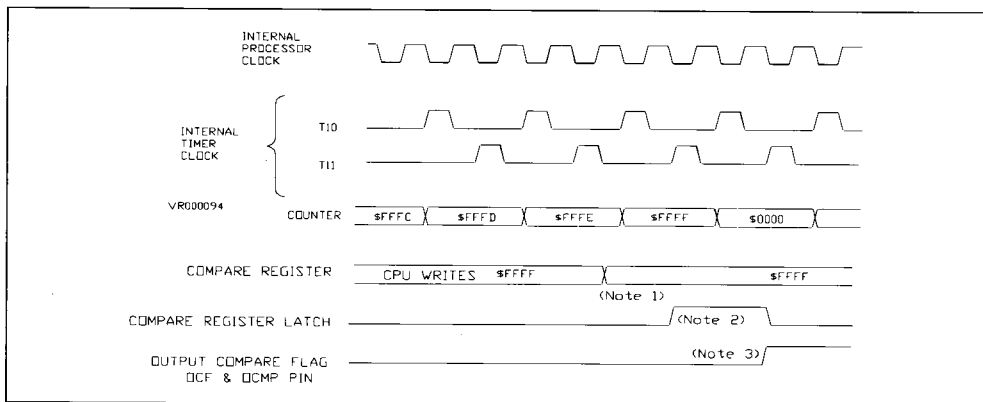 INTERNAL
PROCESSOR
CLOCK
INTERNAL
TIMER
CLOCK
T10
T11
VR000094
COUNTER $FFFC $FFFD $FFFE $FFFF $0000
COMPARE REGISTER CPU WRITES $FFFF $FFFF
(Note 1)
COMPARE REGISTER LATCH (Note 2)
OUTPUT COMPARE FLAG
OCF & OCMP PIN (Note 3)